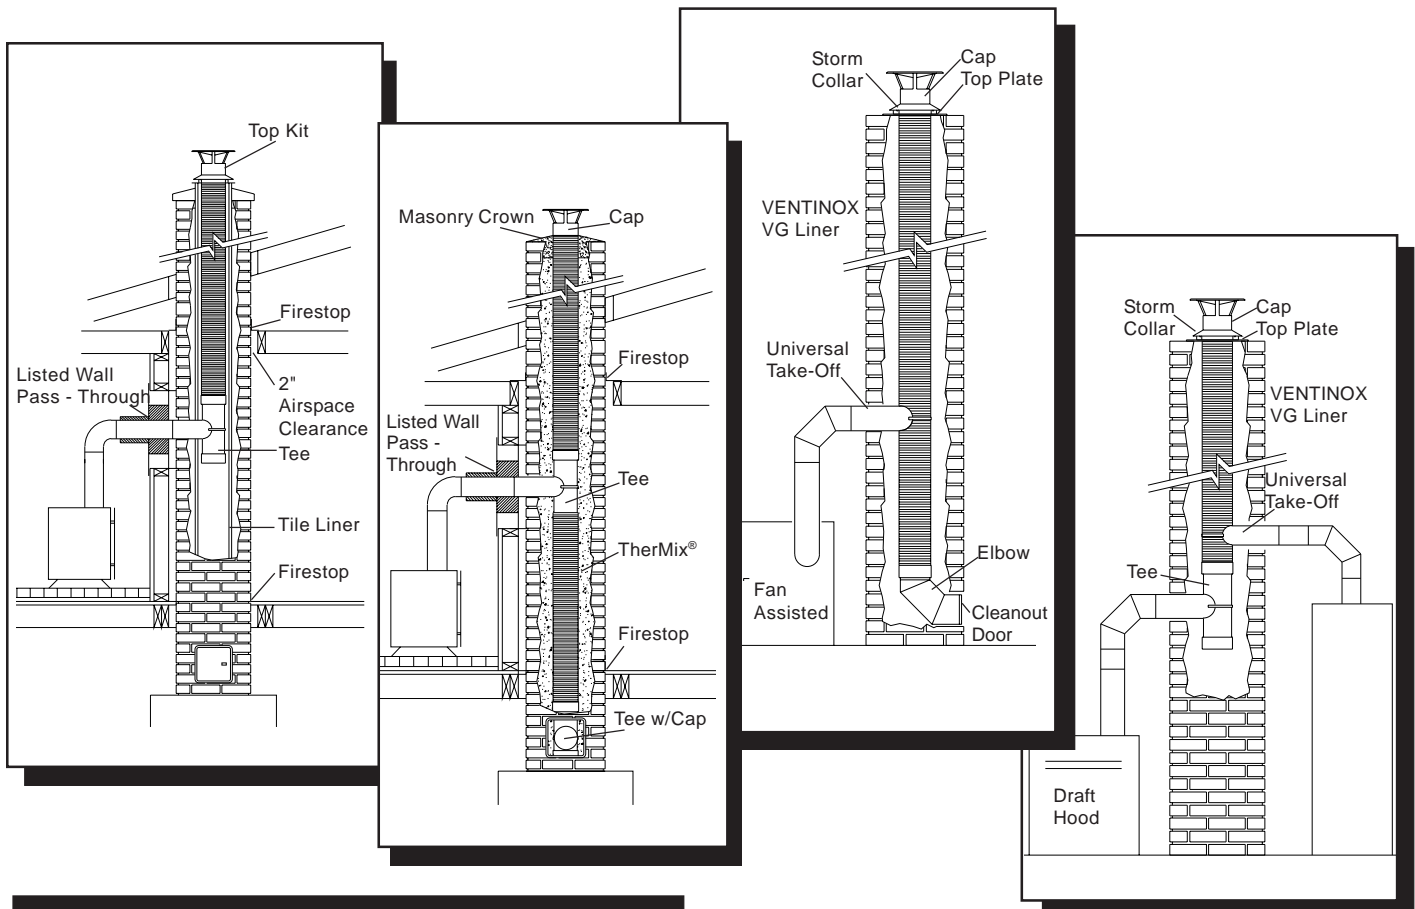 Top Kit
Firestop
Listed Wall
Pass - Through
2"
Airspace
Clearance
Tee
Tile Liner
Firestop
Masonry Crown
Cap
Firestop
Listed Wall
Pass -
Through
Tee
TherMix®
Firestop
Tee w/Cap
Storm
Collar
Cap
Top Plate
VENTINOX
VG Liner
Universal
Take-Off
Elbow
Fan
Assisted
Cleanout
Door
Storm
Collar
Cap
Top Plate
VENTINOX
VG Liner
Universal
Take-Off
Tee
Draft
Hood